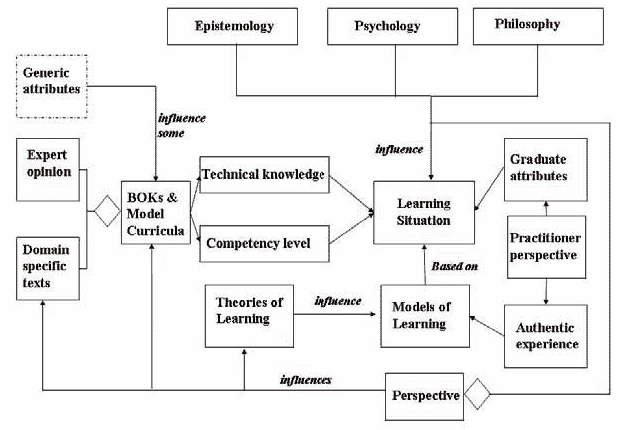 Epistemology
Psychology
Philosophy
Generic
attributes
influence
some
influence
Expert
opinion
Technical knowledge
Graduate
attributes
BOKs &
Model
Curricula
Learning
Situation
Domain
specific
texts
Competency level
Practitioner
perspective
Based on
Theories of
Learning
influence
Models of
Learning
Authentic
experience
influences
Perspective